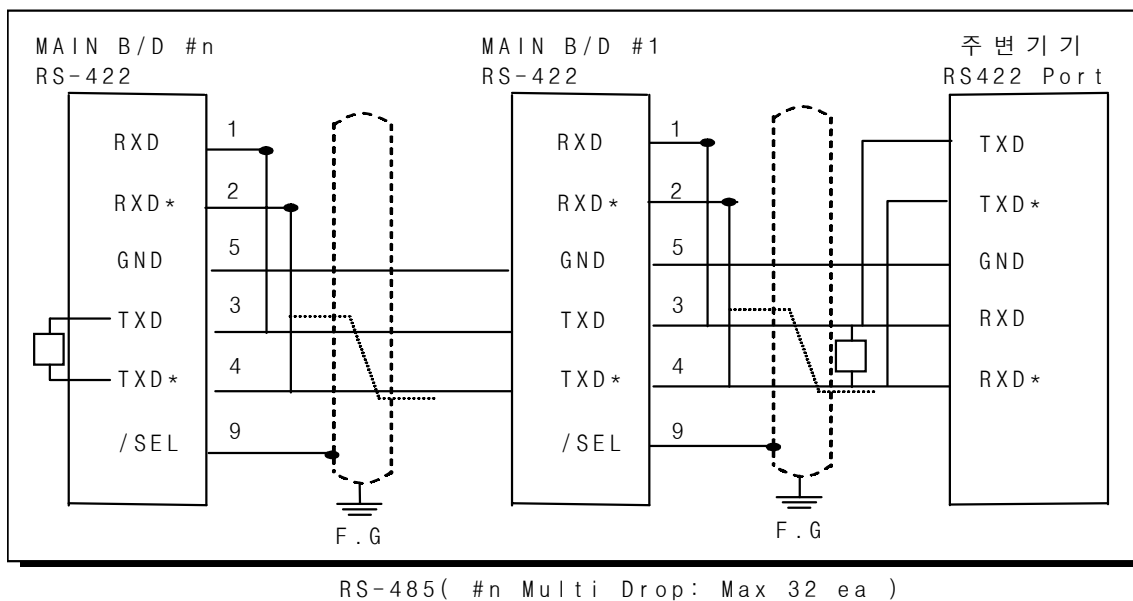 MAIN B/D #n
RS-422
RXD
1
RXD*
2
GND
5
TXD
3
TXD*
4
/SEL
9
F.G
MAIN B/D #1
RS-422
RXD
1
RXD*
2
GND
5
TXD
3
TXD*
4
/SEL
9
F.G
주변기기
RS422 Port
TXD
TXD*
GND
RXD
RXD*
RS-485( #n Multi Drop: Max 32 ea )